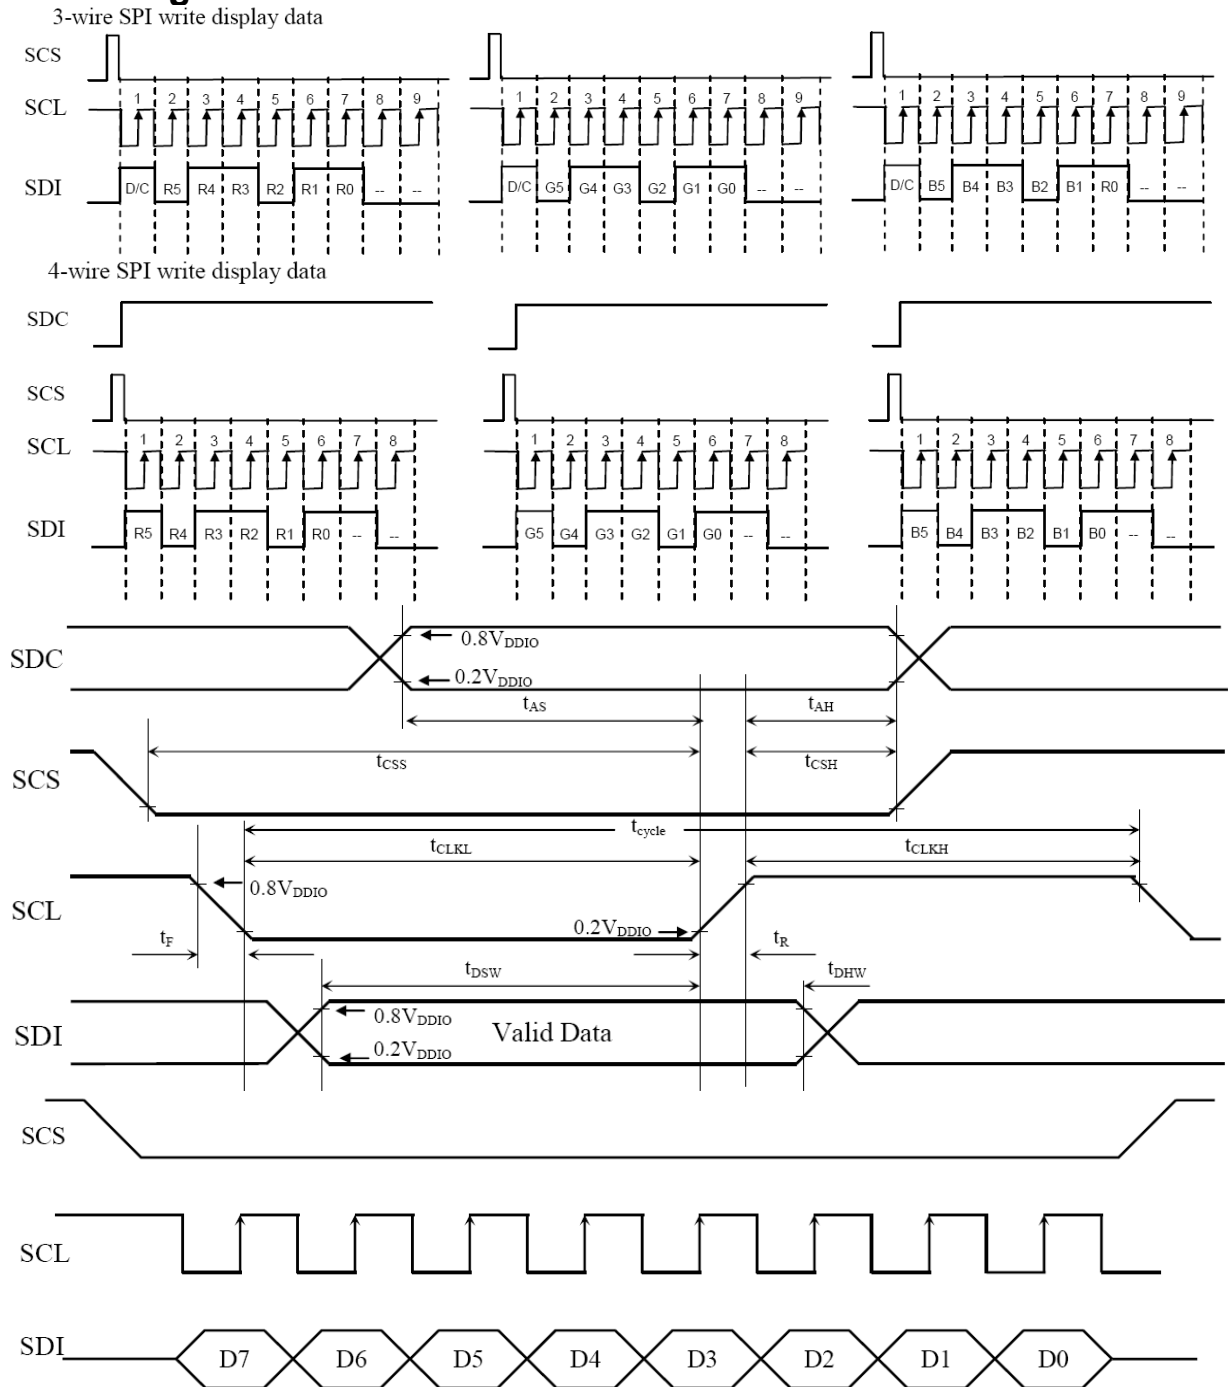 3-wire SPI write display data
SCS
SCL 1 2 3 4 5 6 7 8 9 1 2 3 4 5 6 7 8 9 1 2 3 4 5 6 7 8 9
SDI D/C R5 R4 R3 R2 R1 R0 -- -- D/C G5 G4 G3 G2 G1 G0 -- -- D/C B5 B4 B3 B2 B1 R0 -- --
4-wire SPI write display data
SDC
SCS
SCL 1 2 3 4 5 6 7 8 1 2 3 4 5 6 7 8 1 2 3 4 5 6 7 8
SDI R5 R4 R3 R2 R1 R0 -- -- G5 G4 G3 G2 G1 G0 -- -- B5 B4 B3 B2 B1 B0 -- --
0.8VDDIO
SDC
0.2VDDIO
tAS tAH
SCS tCSS tCSH
tcycle
tCLKL tCLKH
0.8VDDIO
SCL
0.2VDDIO
tF tR
tDSW tDHW
0.8VDDIO
SDI Valid Data
0.2VDDIO
SCS
SCL
SDI D7 D6 D5 D4 D3 D2 D1 D0